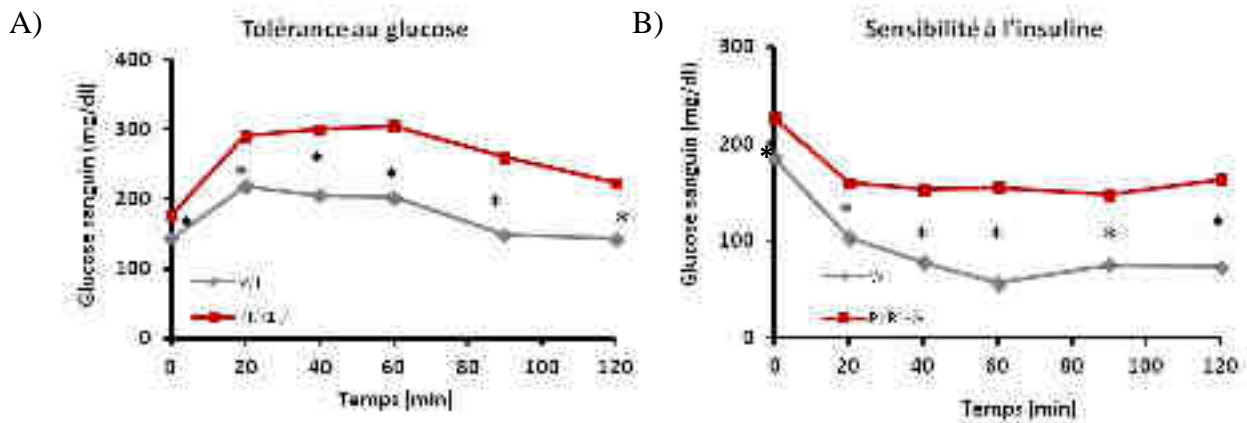 A)
Tolérance au glucose
Glucose sanguin (mg/dl)
400
300
200
100
0
0 20 40 60 80 100 120
Temps [min]
B)
Sensibilité à l'insuline
Glucose sanguin (mg/dl)
300
200
100
0
0 20 40 60 80 100 120
Temps [min]